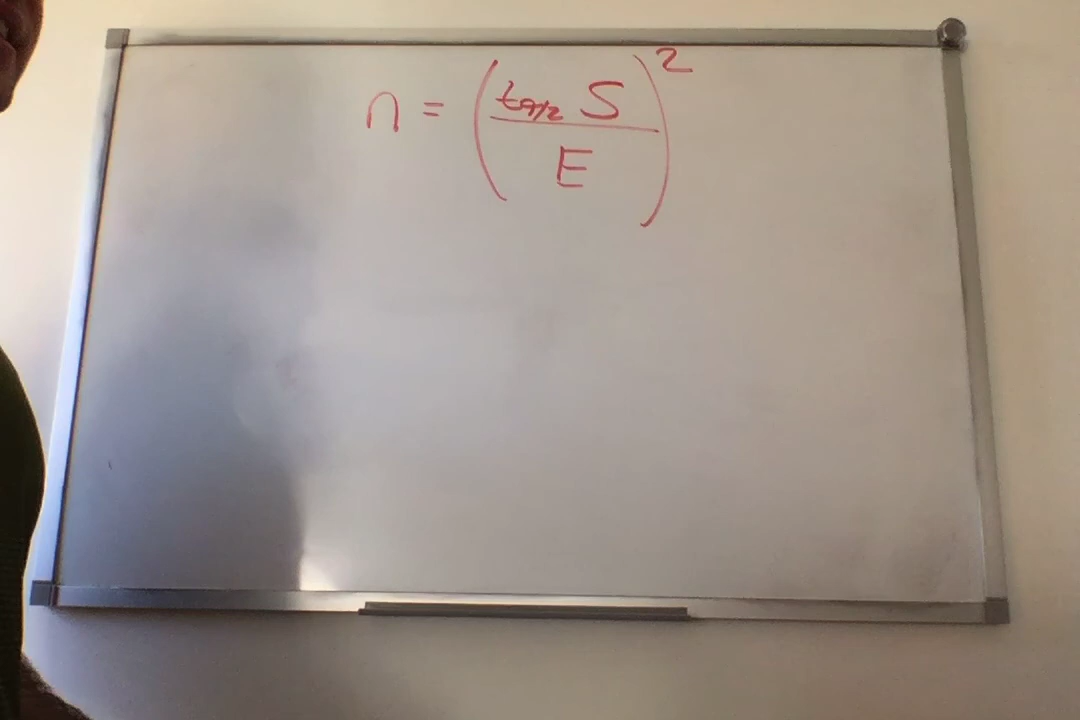 n = (tα/2 S / E)²